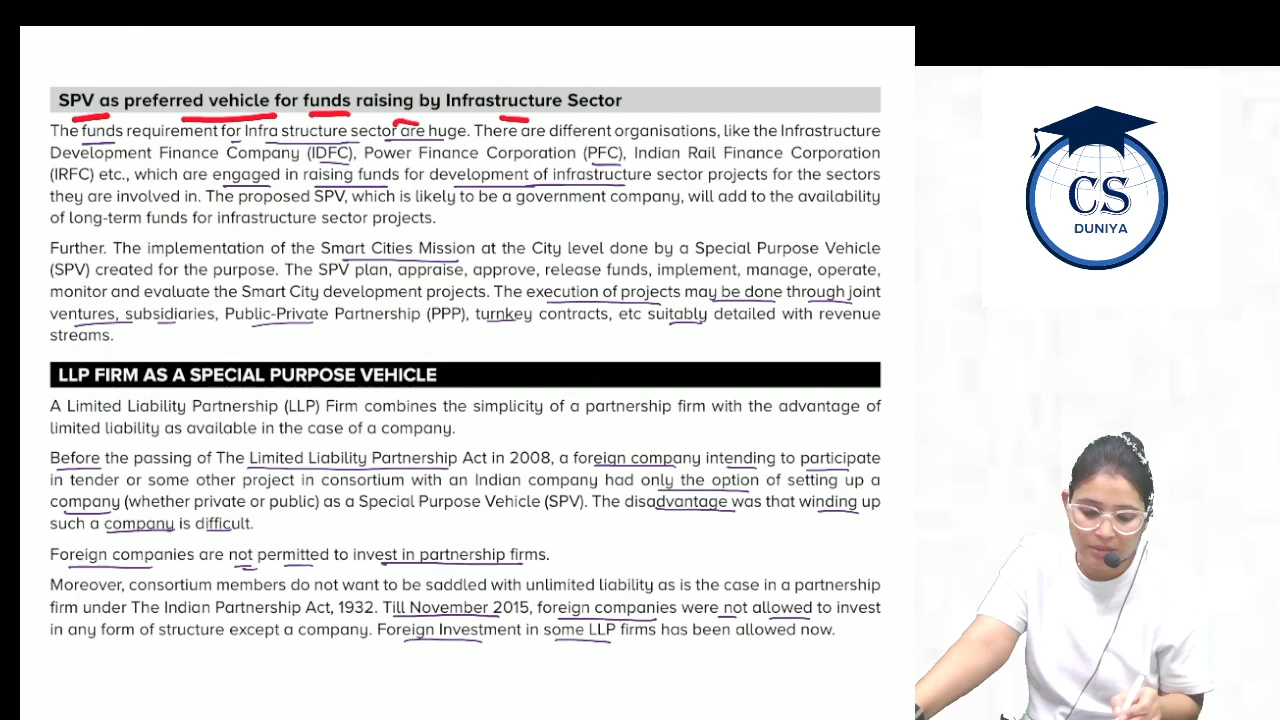 SPV as preferred vehicle for funds raising by Infrastructure Sector
The funds requirement for Infra structure sector are huge. There are different organisations, like the Infrastructure
Development Finance Company (IDFC), Power Finance Corporation (PFC), Indian Rail Finance Corporation
(IRFC) etc., which are engaged in raising funds for development of infrastructure sector projects for the sectors
they are involved in. The proposed SPV, which is likely to be a government company, will add to the availability
of long-term funds for infrastructure sector projects.
Further. The implementation of the Smart Cities Mission at the City level done by a Special Purpose Vehicle
(SPV) created for the purpose. The SPV plan, appraise, approve, release funds, implement, manage, operate,
monitor and evaluate the Smart City development projects. The execution of projects may be done through joint
ventures, subsidiaries, Public-Private Partnership (PPP), turnkey contracts, etc suitably detailed with revenue
streams.
LLP FIRM AS A SPECIAL PURPOSE VEHICLE
A Limited Liability Partnership (LLP) Firm combines the simplicity of a partnership firm with the advantage of
limited liability as available in the case of a company.
Before the passing of The Limited Liability Partnership Act in 2008, a foreign company intending to participate
in tender or some other project in consortium with an Indian company had only the option of setting up a
company (whether private or public) as a Special Purpose Vehicle (SPV). The disadvantage was that winding up
such a company is difficult.
Foreign companies are not permitted to invest in partnership firms.
Moreover, consortium members do not want to be saddled with unlimited liability as is the case in a partnership
firm under The Indian Partnership Act, 1932. Till November 2015, foreign companies were not allowed to invest
in any form of structure except a company. Foreign Investment in some LLP firms has been allowed now.
CS
DUNIYA